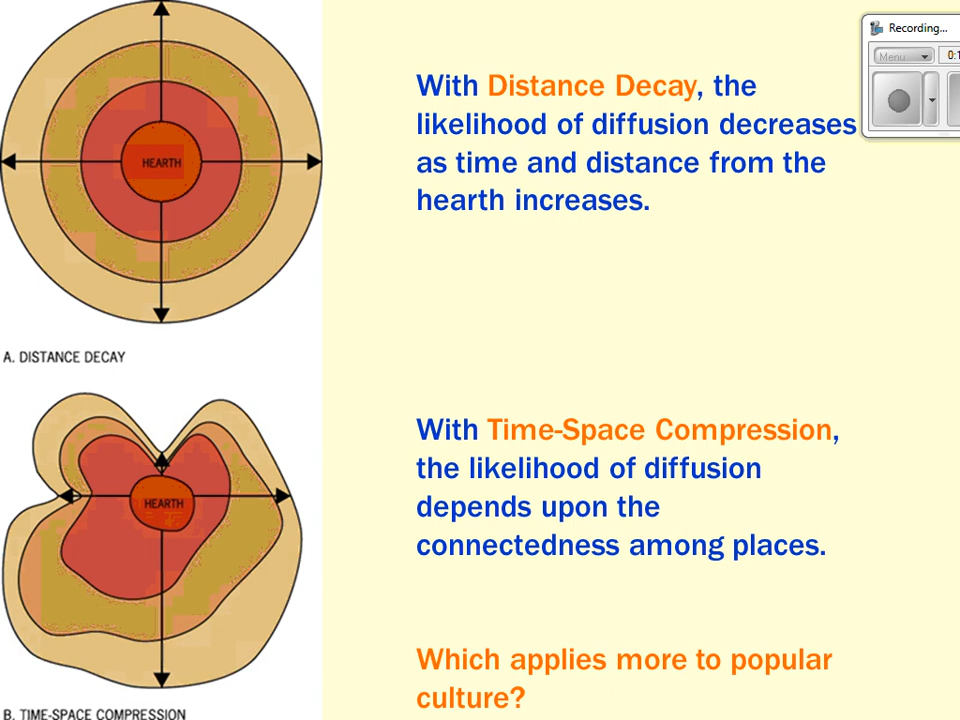 HEARTH
A. DISTANCE DECAY
With Distance Decay, the
likelihood of diffusion decreases
as time and distance from the
hearth increases.
Recording...
Menu
HEARTH
B. TIME-SPACE COMPRESSION
With Time-Space Compression,
the likelihood of diffusion
depends upon the
connectedness among places.
Which applies more to popular
culture?